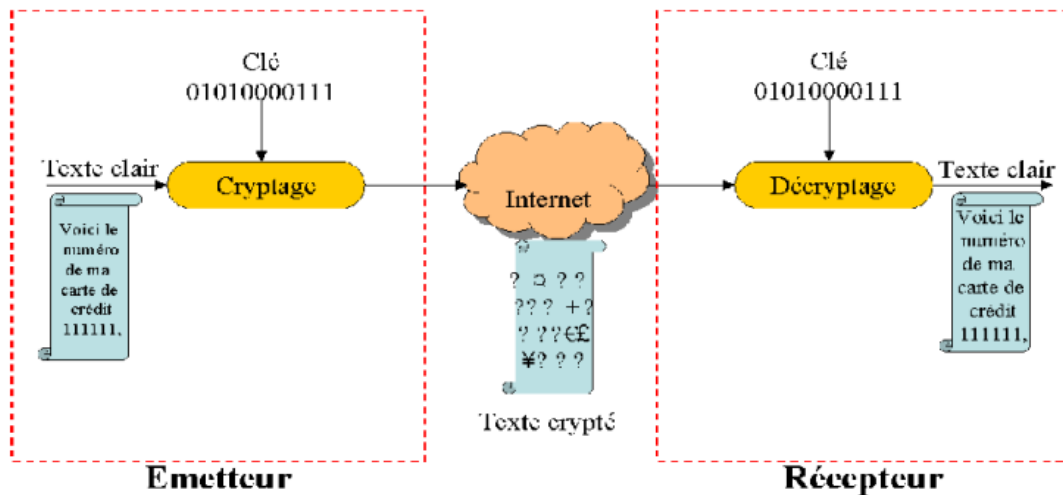 Clé
01010000111
Texte clair
Cryptage
Voici le
numéro
de ma
carte de
crédit
111111,
Emetteur
Internet
? ¤ ? ?
? ? ? + ?
? ? ? € £
¥ ? ? ?
Texte crypté
Clé
01010000111
Décryptage
Texte clair
Voici le
numéro
de ma
carte de
crédit
111111,
Récepteur